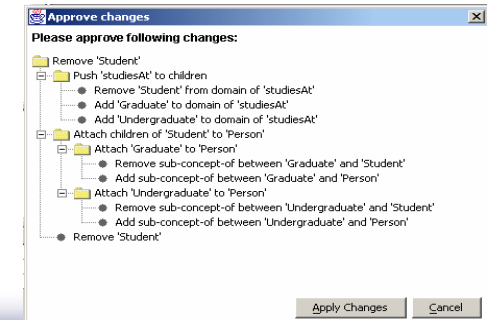 Approve changes
Please approve following changes:
Remove 'Student'
Push 'studiesAt' to children
Remove 'Student' from domain of 'studiesAt'
Add 'Graduate' to domain of 'studiesAt'
Add 'Undergraduate' to domain of 'studiesAt'
Attach children of 'Student' to 'Person'
Attach 'Graduate' to 'Person'
Remove sub-concept-of between 'Graduate' and 'Student'
Add sub-concept-of between 'Graduate' and 'Person'
Attach 'Undergraduate' to 'Person'
Remove sub-concept-of between 'Undergraduate' and 'Student'
Add sub-concept-of between 'Undergraduate' and 'Person'
Remove 'Student'
Apply Changes Cancel